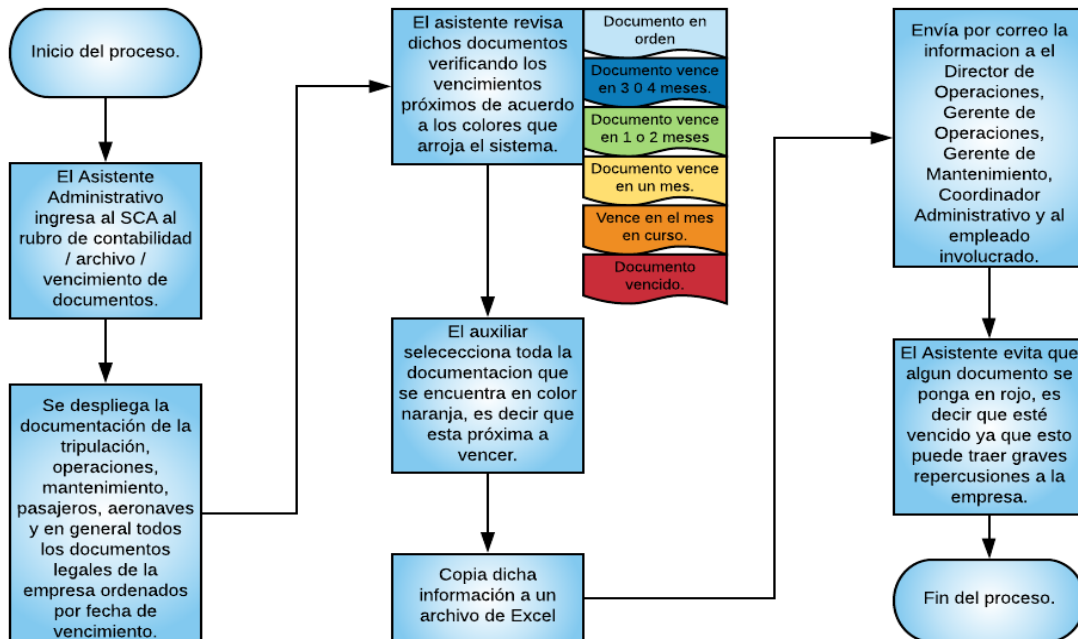 Inicio del proceso.
El Asistente
Administrativo
ingresa al SCA al
rubro de contabilidad
/ archivo /
vencimiento de
documentos.
Se despliega la
documentación de la
tripulación,
operaciones,
mantenimiento,
pasajeros, aeronaves
y en general todos
los documentos
legales de la
empresa ordenados
por fecha de
vencimiento.
El asistente revisa
dichos documentos
verificando los
vencimientos
próximos de acuerdo
a los colores que
arroja el sistema.
Documento en
orden
Documento vence
en 3 0 4 meses.
Documento vence
en 1 o 2 meses
Documento vence
en un mes.
Vence en el mes
en curso.
Documento
vencido.
El auxiliar
selececciona toda la
documentacion que
se encuentra en color
naranja, es decir que
esta próxima a
vencer.
Copia dicha
información a un
archivo de Excel
Envía por correo la
informacion a el
Director de
Operaciones,
Gerente de
Operaciones,
Gerente de
Mantenimiento,
Coordinador
Administrativo y al
empleado
involucrado.
El Asistente evita que
algun documento se
ponga en rojo, es
decir que esté
vencido ya que esto
puede traer graves
repercusiones a la
empresa.
Fin del proceso.